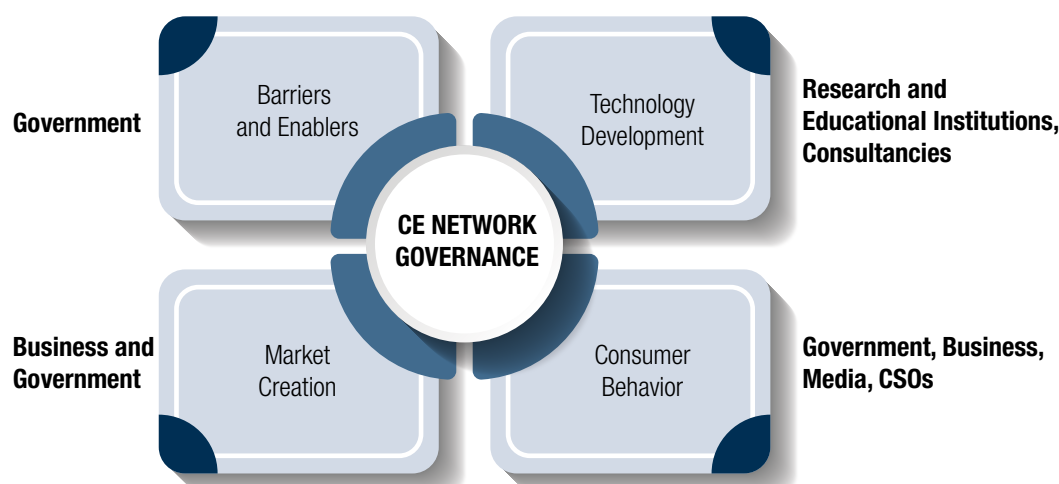 Government
Barriers
and Enablers
Technology
Development
Research and
Educational Institutions,
Consultancies
CE NETWORK
GOVERNANCE
Business and
Government
Market
Creation
Consumer
Behavior
Government, Business,
Media, CSOs